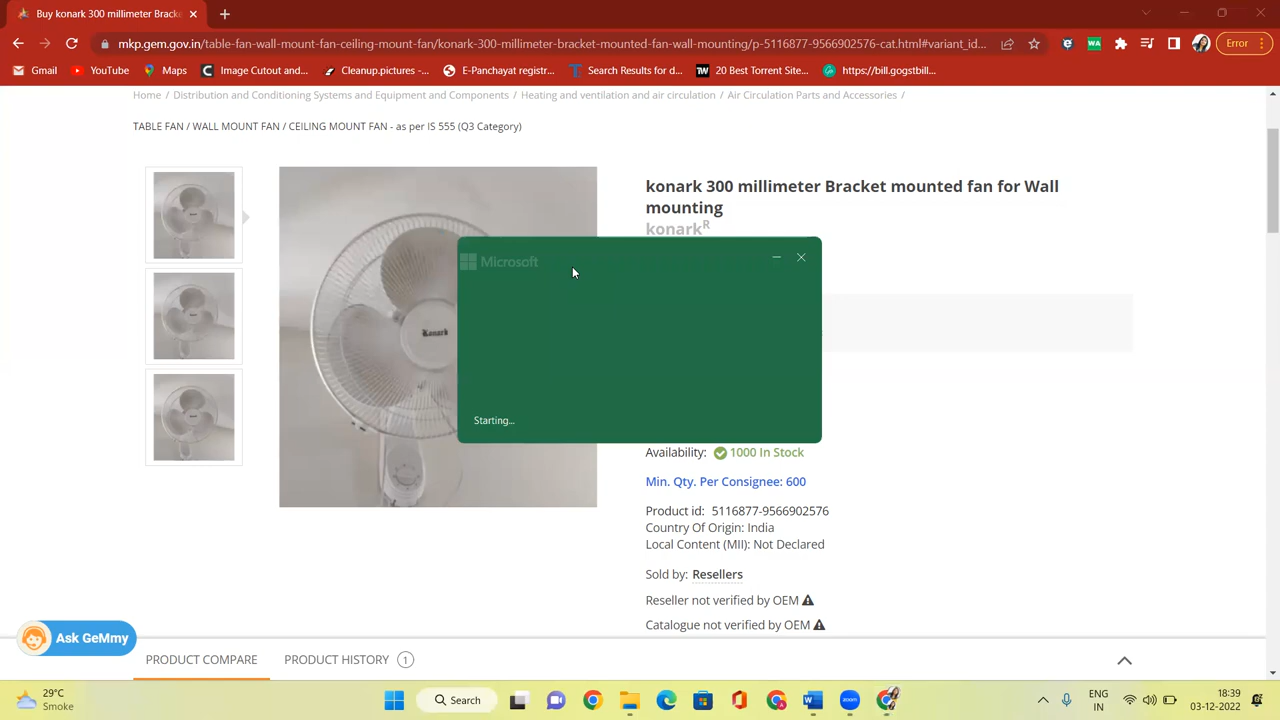 Buy konark 300 millimeter Bracke
mkp.gem.gov.in/table-fan-wall-mount-fan-ceiling-mount-fan/konark-300-millimeter-bracket-mounted-fan-wall-mounting/p-5116877-9566902576-cat.html#variant_id...
Error
Gmail
YouTube
Maps
Image Cutout and...
Cleanup.pictures -...
E-Panchayat registr...
Search Results for d...
20 Best Torrent Site...
https://bill.gogstbill...
Home / Distribution and Conditioning Systems and Equipment and Components / Heating and ventilation and air circulation / Air Circulation Parts and Accessories /
TABLE FAN / WALL MOUNT FAN / CEILING MOUNT FAN - as per IS 555 (Q3 Category)
konark 300 millimeter Bracket mounted fan for Wall
mounting
konarkR
Microsoft
Konark
Starting...
Availability: 1000 In Stock
Min. Qty. Per Consignee: 600
Product id: 5116877-9566902576
Country Of Origin: India
Local Content (MII): Not Declared
Sold by: Resellers
Reseller not verified by OEM
Catalogue not verified by OEM
Ask GeMmy
PRODUCT COMPARE
PRODUCT HISTORY 1
29°C
Smoke
Search
zoom
ENG
IN
18:39
03-12-2022